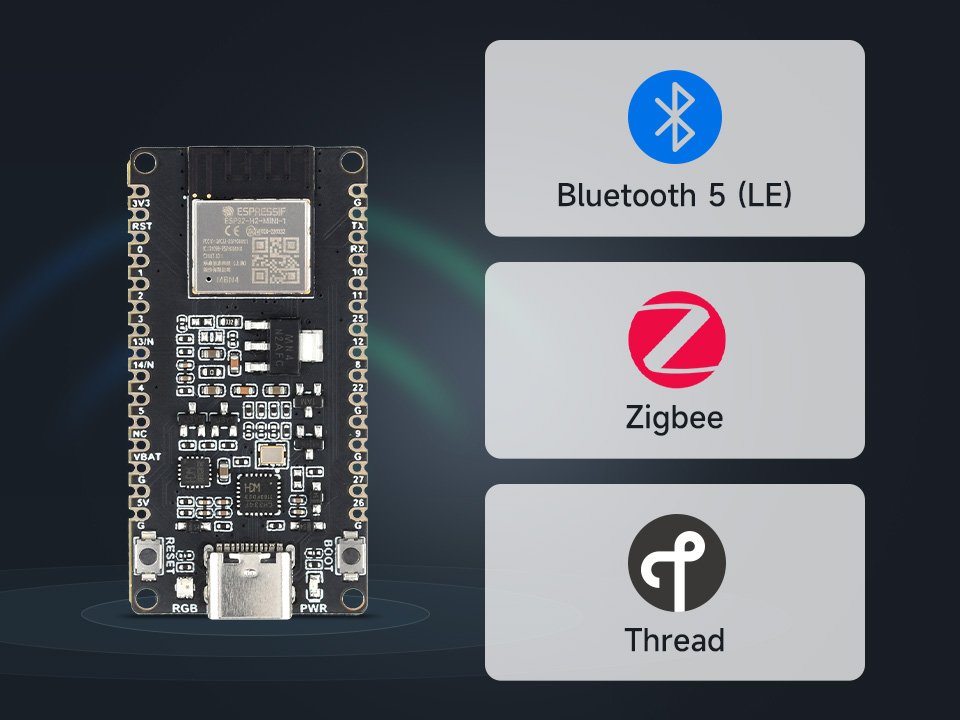 3V3
RST
0
1
2
3
13/N
14/N
4
5
NC
VBAT
G
5V
G
ESPRESSIF
ESP32-H2-MINI-1
CE
MBN4
G
TX
RX
10
11
25
12
8
22
G
9
G
27
26
G
RESET
BOOT
RGB
PWR
Bluetooth 5 (LE)
Zigbee
Thread